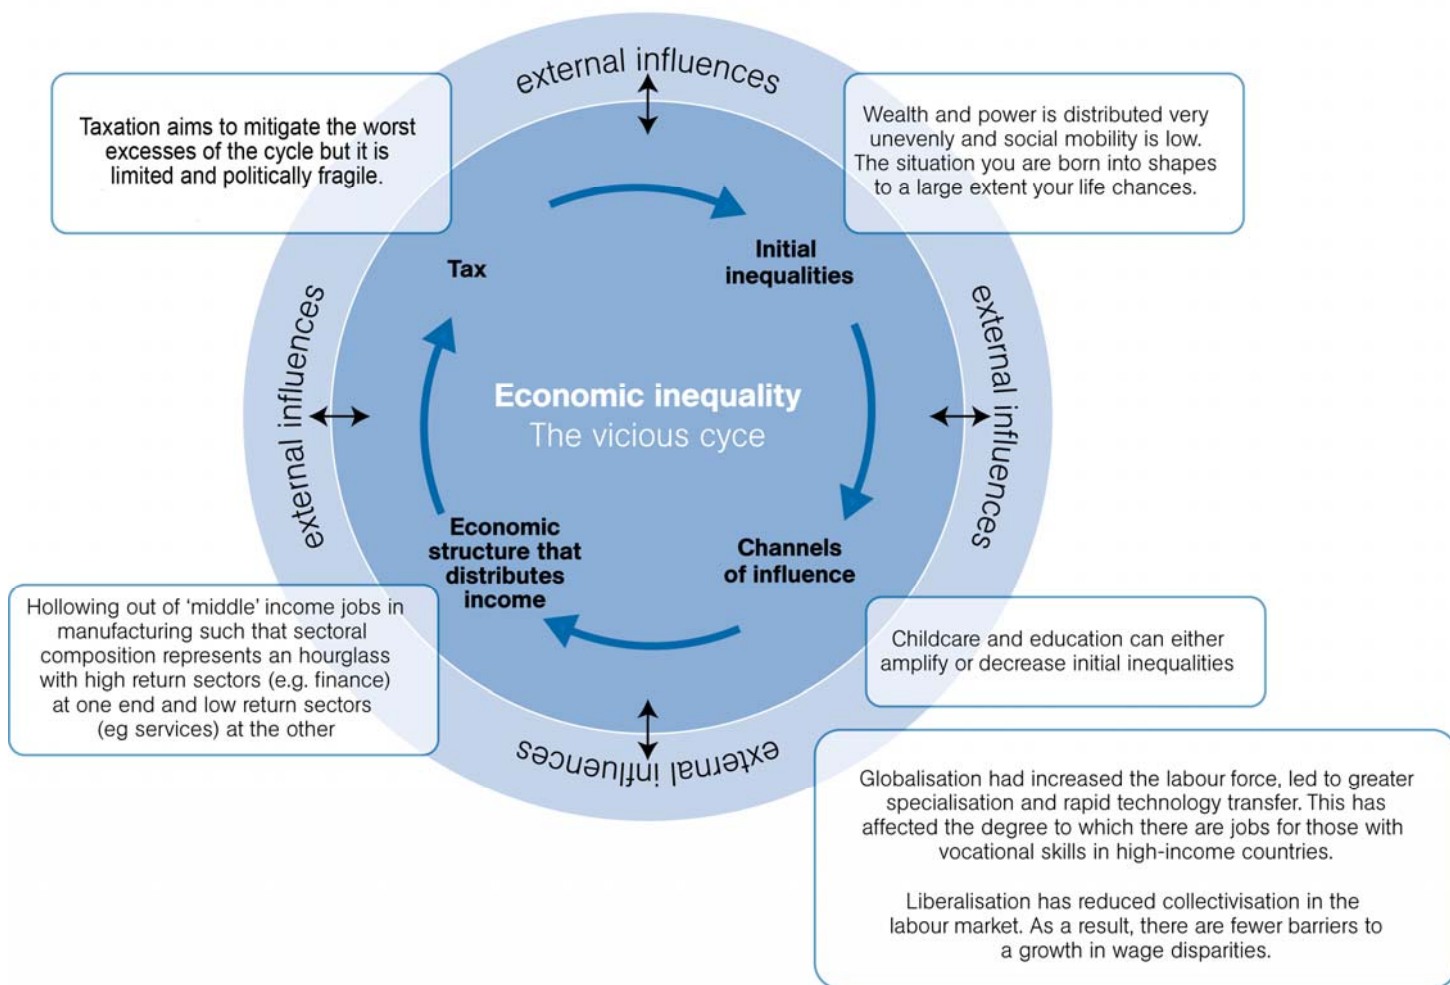 external influences
Taxation aims to mitigate the worst
excesses of the cycle but it is
limited and politically fragile.
Wealth and power is distributed very
unevenly and social mobility is low.
The situation you are born into shapes
to a large extent your life chances.
Tax
Initial
inequalities
external influences
external influences
Economic inequality
The vicious cyce
Economic
structure that
distributes
income
Channels
of influence
Hollowing out of ‘middle’ income jobs in
manufacturing such that sectoral
composition represents an hourglass
with high return sectors (e.g. finance)
at one end and low return sectors
(eg services) at the other
Childcare and education can either
amplify or decrease initial inequalities
external influences
Globalisation had increased the labour force, led to greater
specialisation and rapid technology transfer. This has
affected the degree to which there are jobs for those with
vocational skills in high-income countries.
Liberalisation has reduced collectivisation in the
labour market. As a result, there are fewer barriers to
a growth in wage disparities.